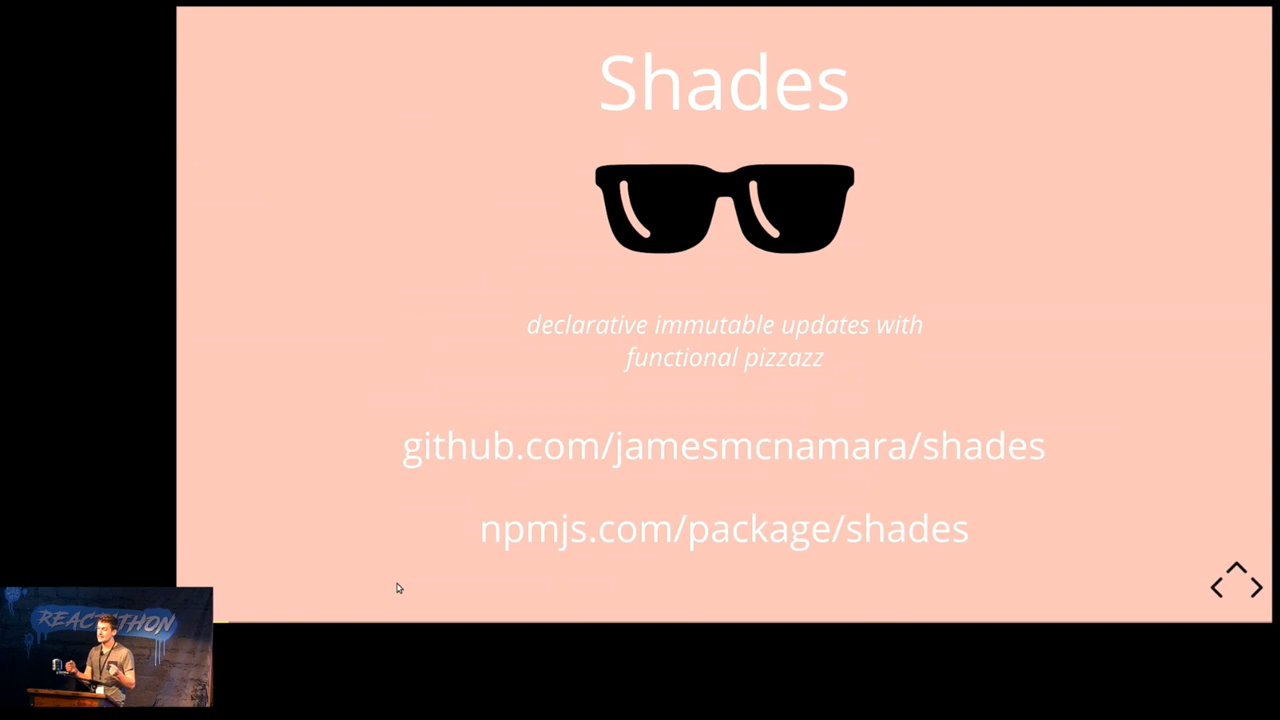 Shades
declarative immutable updates with
functional pizzazz
github.com/jamesmcnamara/shades
npmjs.com/package/shades
REACTATHON